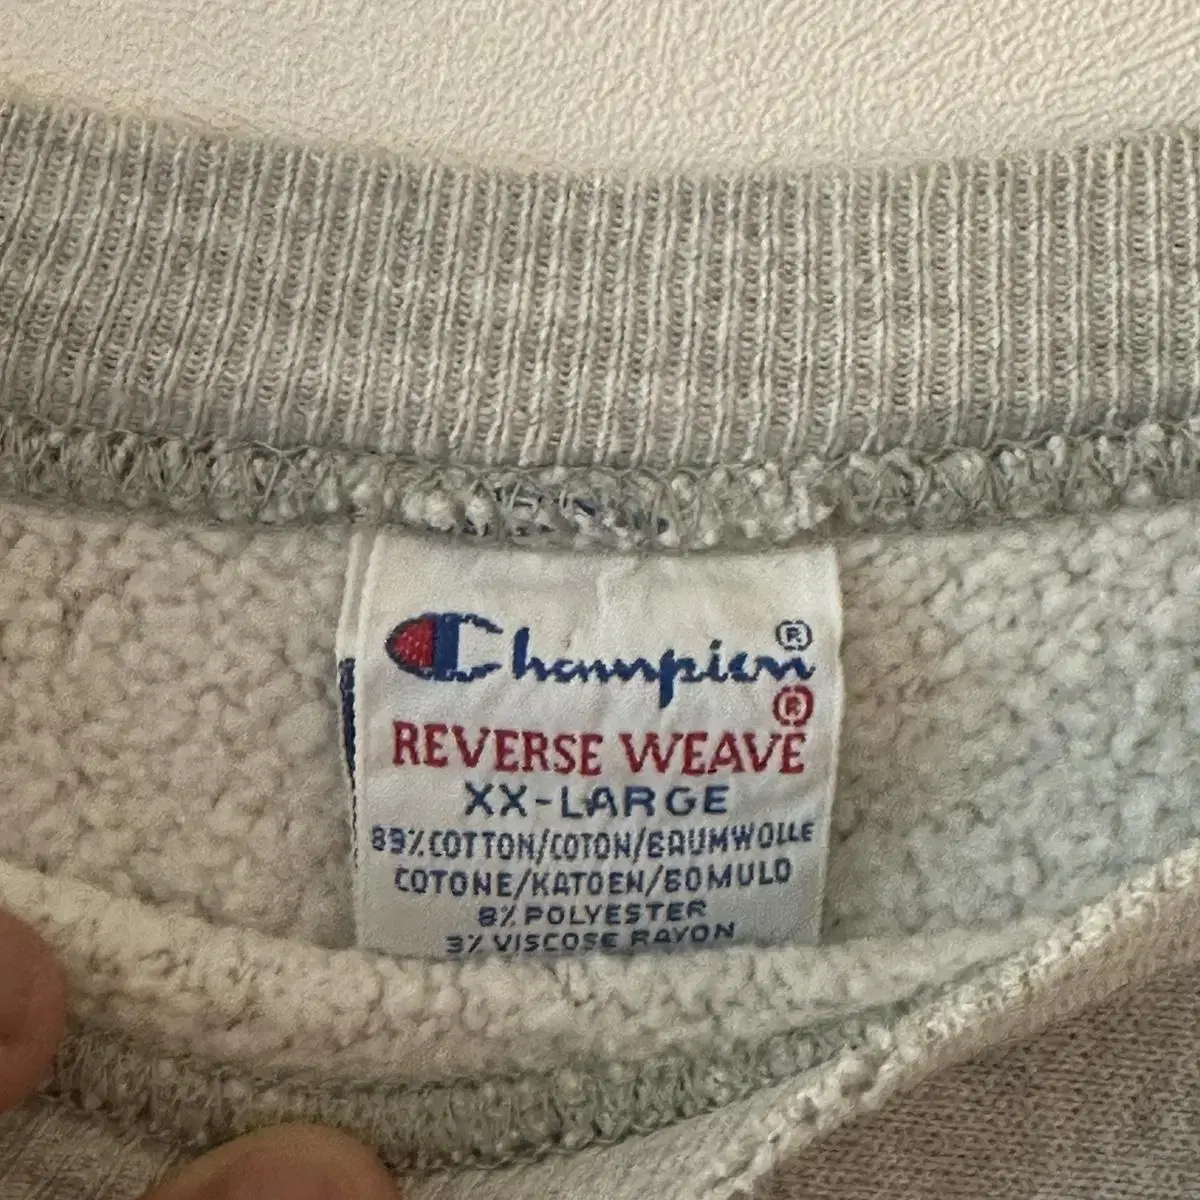 Champion®
REVERSE WEAVE®
XX-LARGE
89% COTTON/COTON/BAUMWOLLE
COTONE/KATOEN/BOMULD
8% POLYESTER
3% VISCOSE RAYON